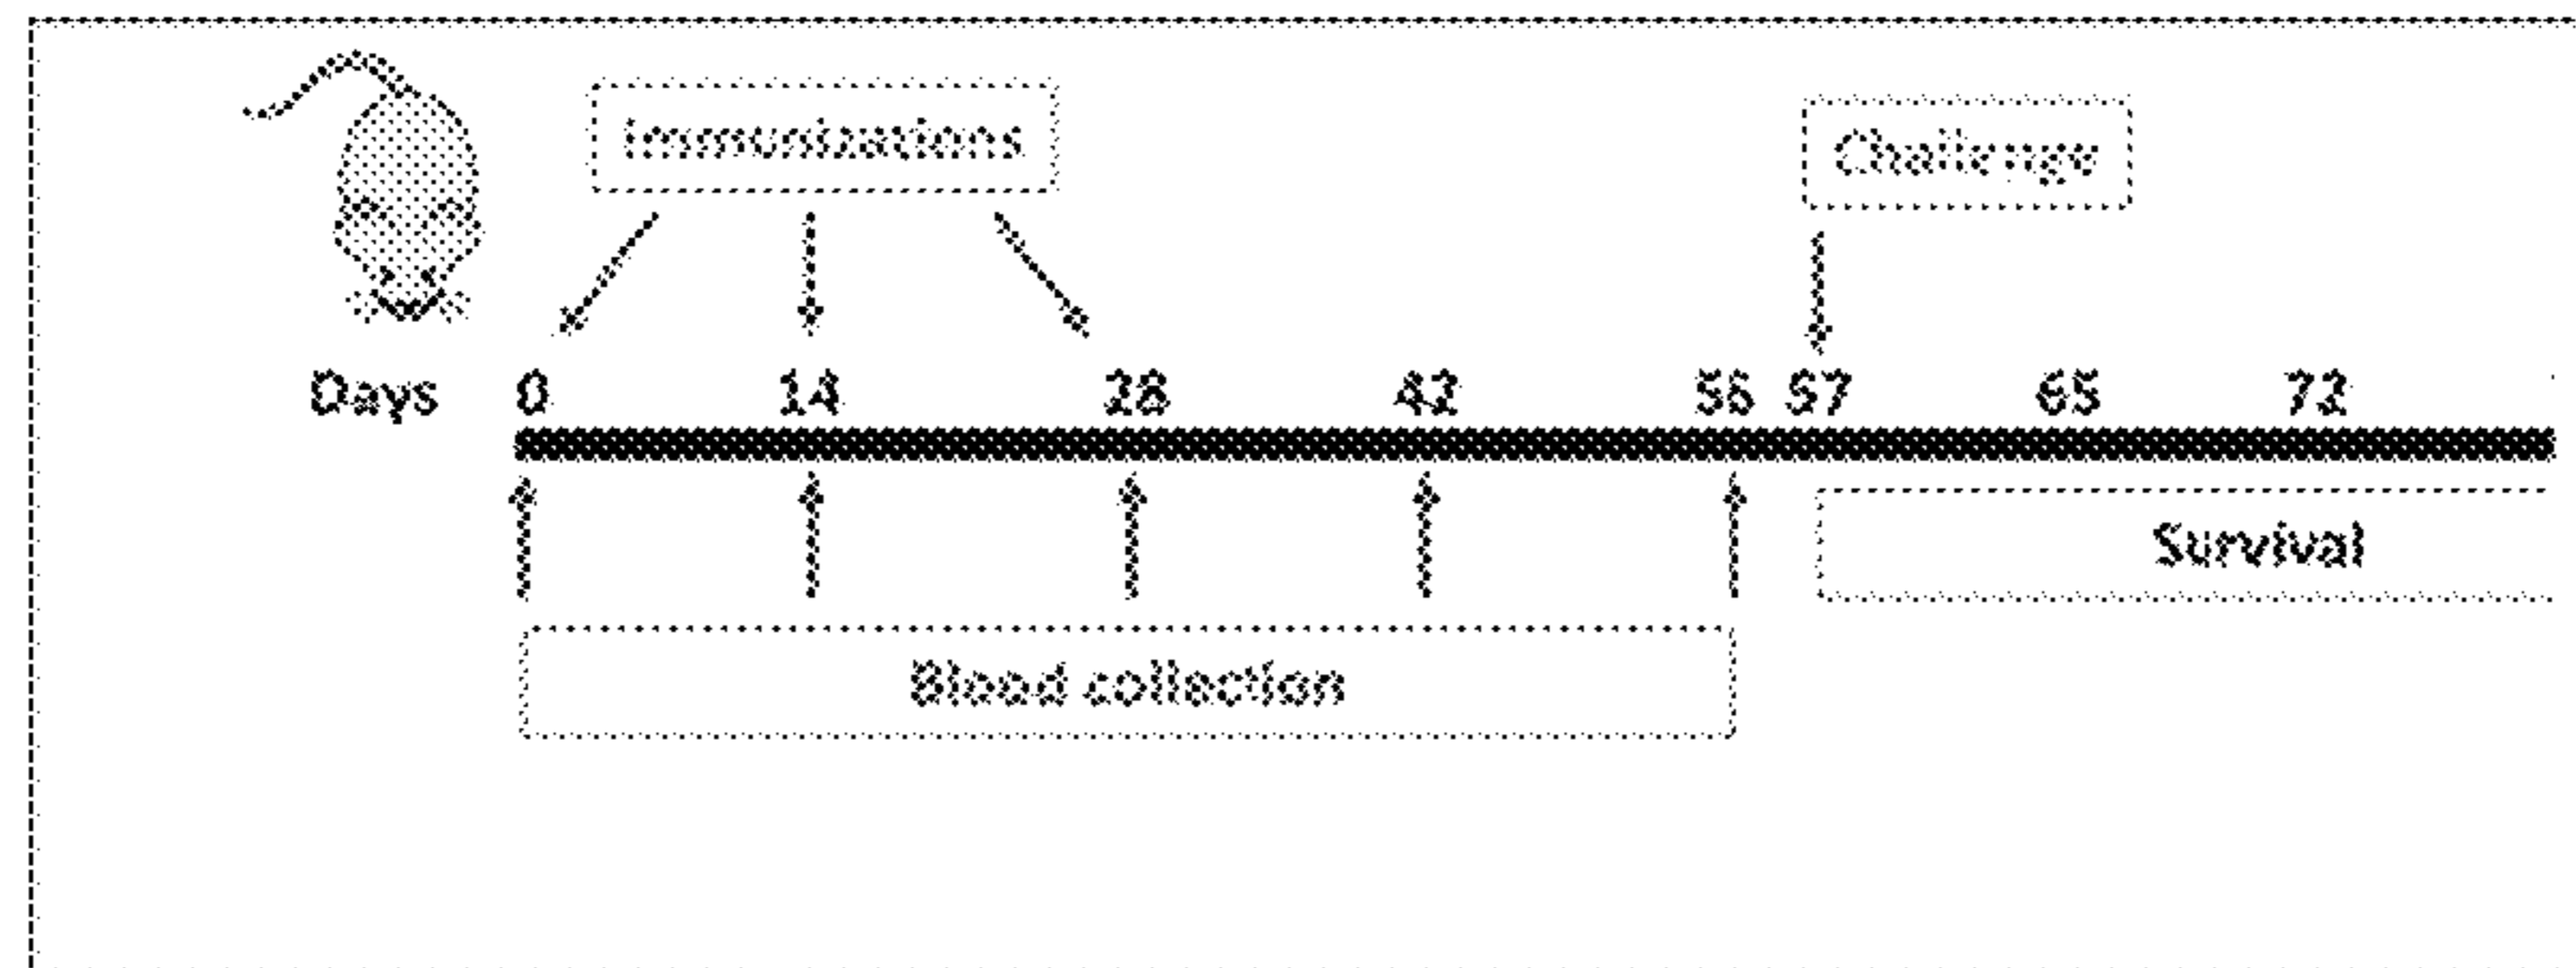 Immunizations
Challenge
Days 0 14 28 42 56 57 65 72
Survival
Blood collection